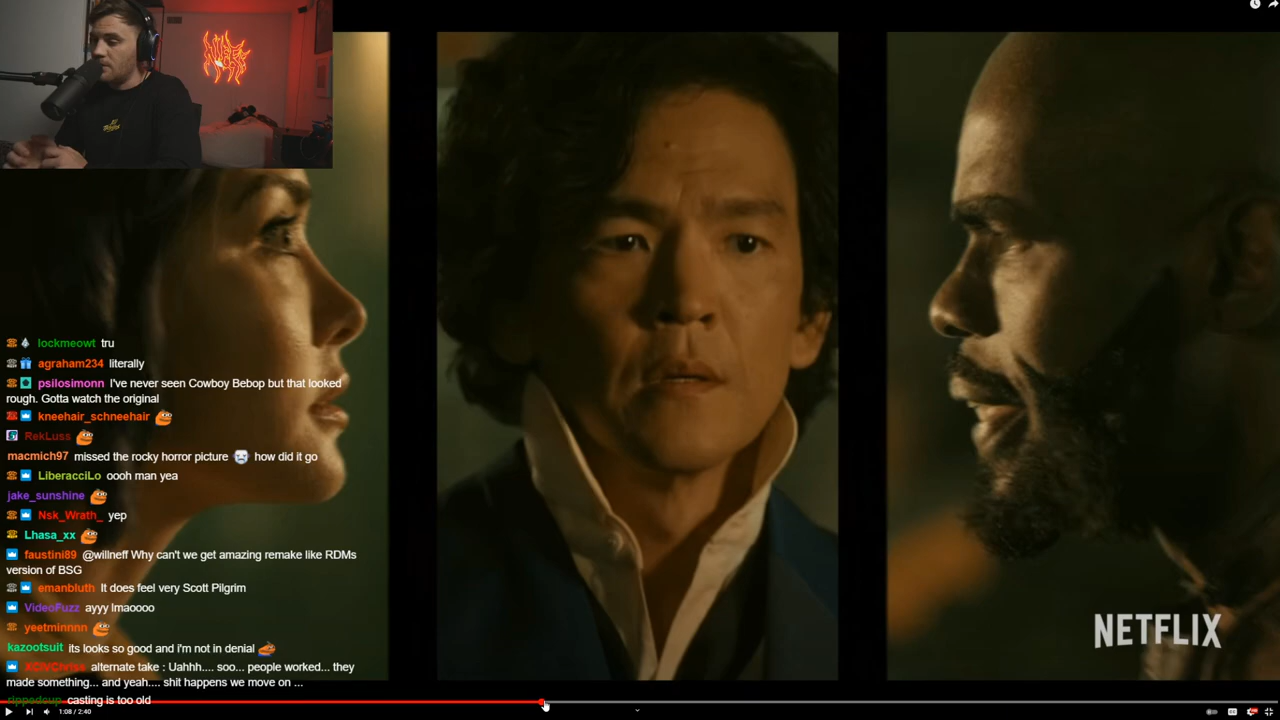 lockmeowt tru
agraham234 literally
psilosimonn I've never seen Cowboy Bebop but that looked
rough. Gotta watch the original
kneehair_schneehair
RekLuss
macmich97 missed the rocky horror picture how did it go
LiberacciLo oooh man yea
jake_sunshine
Nsk_Wrath_ yep
Lhasa_xx
faustini89 @willneff Why can't we get amazing remake like RDMs
version of BSG
emanbluth It does feel very Scott Pilgrim
VideoFuzz ayyy lmaoooo
yeetminnnn
kazootsuit its looks so good and i'm not in denial
alternate take : Uahhh.... soo... people worked... they
made something... and yeah.... shit happens we move on ...
rippedcup casting is too old
NETFLIX
1:08 / 2:40